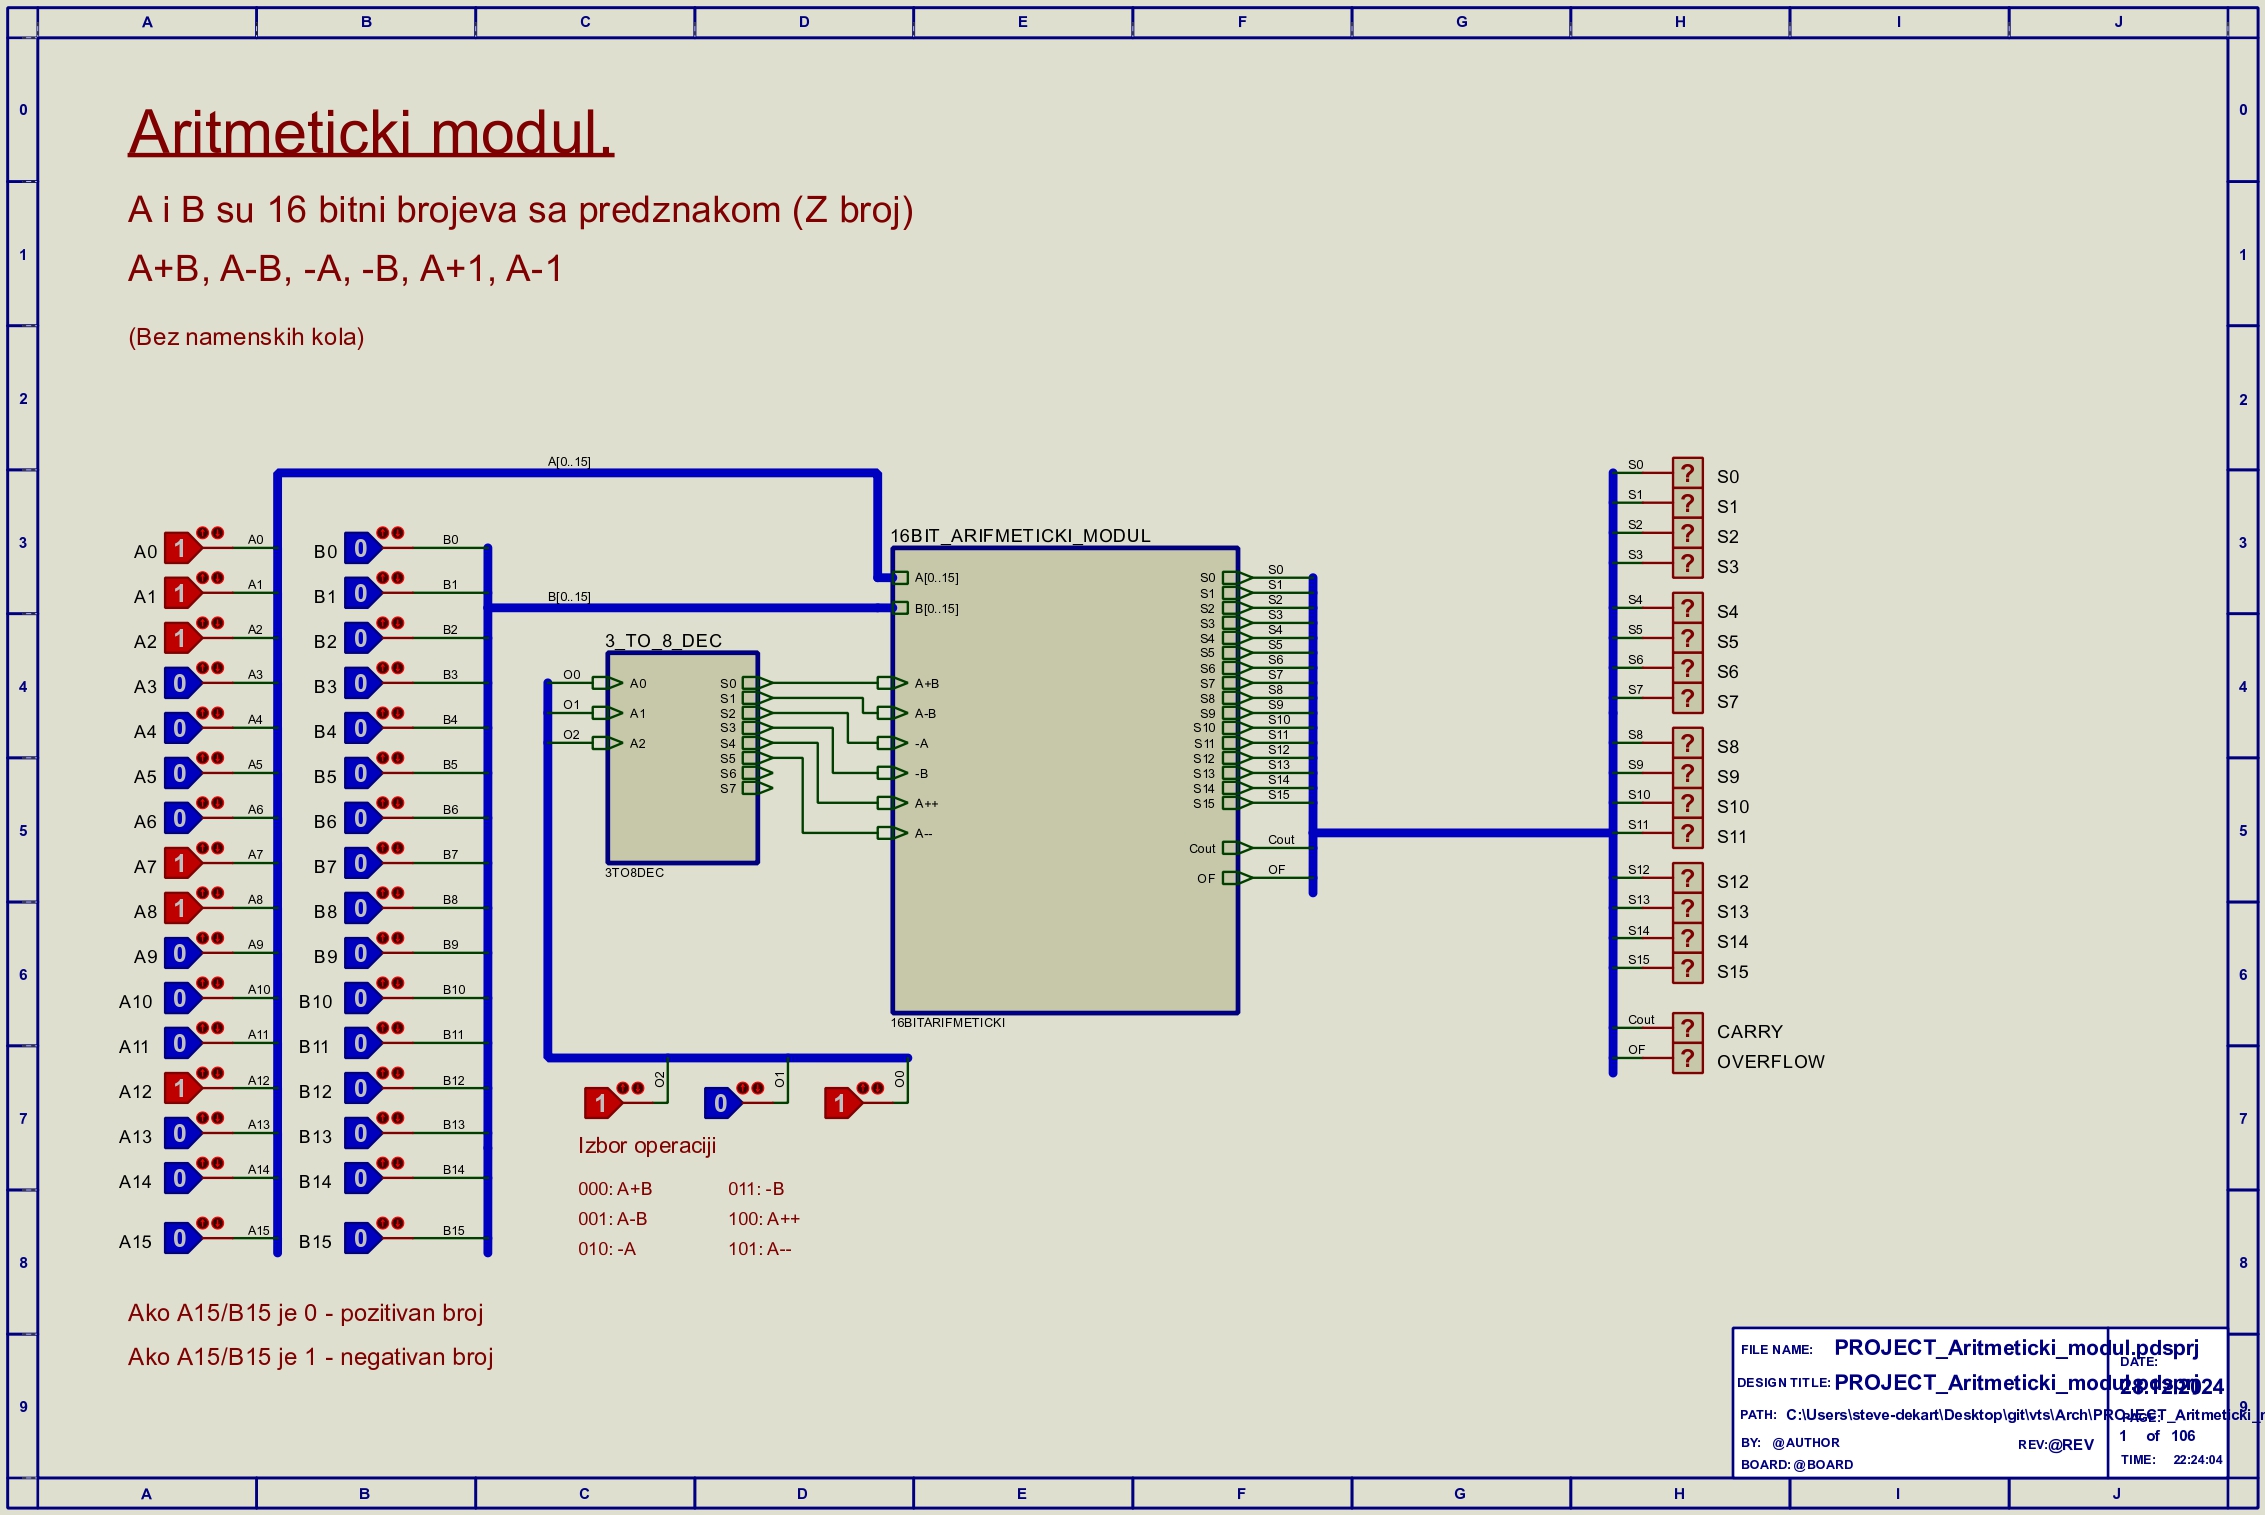 A B C D E F G H I J
0 0
Aritmeticki modul.
A i B su 16 bitni brojeva sa predznakom (Z broj)
1 1
A+B, A-B, -A, -B, A+1, A-1
(Bez namenskih kola)
2 2
A[0..15]
S0 ? S0
S1 ? S1
S2 ? S2
S3 ? S3
S4 ? S4
S5 ? S5
S6 ? S6
S7 ? S7
S8 ? S8
S9 ? S9
S10 ? S10
S11 ? S11
S12 ? S12
S13 ? S13
S14 ? S14
S15 ? S15
Cout ? CARRY
OF ? OVERFLOW
3 3
A0 1 A0 B0 0 B0
A1 1 A1 B1 0 B1
A2 1 A2 B2 0 B2
A3 0 A3 B3 0 B3
4 4
A4 0 A4 B4 0 B4
A5 0 A5 B5 0 B5
A6 0 A6 B6 0 B6
5 5
A7 1 A7 B7 0 B7
A8 1 A8 B8 0 B8
A9 0 A9 B9 0 B9
6 6
A10 0 A10 B10 0 B10
A11 0 A11 B11 0 B11
A12 1 A12 B12 0 B12
7 7
A13 0 A13 B13 0 B13
A14 0 A14 B14 0 B14
A15 0 A15 B15 0 B15
8 8
B[0..15]
3_TO_8_DEC
O0 A0 S0
S1
O1 A1 S2
S3
O2 A2 S4
S5
S6
S7
3TO8DEC
16BIT_ARIFMETICKI_MODUL
A[0..15] S0 S0
S1 S1
B[0..15] S2 S2
S3 S3
S4 S4
S5 S5
S6 S6
A+B S7 S7
S8 S8
A-B S9 S9
S10 S10
-A S11 S11
S12 S12
-B S13 S13
S14 S14
A++ S15 S15
A--
Cout Cout
OF OF
16BITARIFMETICKI
1 O2 0 O1 1 O0
Izbor operaciji
000: A+B 011: -B
001: A-B 100: A++
010: -A 101: A--
Ako A15/B15 je 0 - pozitivan broj
Ako A15/B15 je 1 - negativan broj
9 9
FILE NAME: PROJECT_Aritmeticki_modul.pdsprj
DESIGN TITLE: PROJECT_Aritmeticki_modul.pdsprj
PATH: C:\Users\steve-dekart\Desktop\git\vts\Arch\PROJECT_Aritmeticki_
BY: @AUTHOR REV:@REV
BOARD: @BOARD
DATE:
28.12.2024
PAGE:
1 of 106
TIME: 22:24:04
A B C D E F G H I J